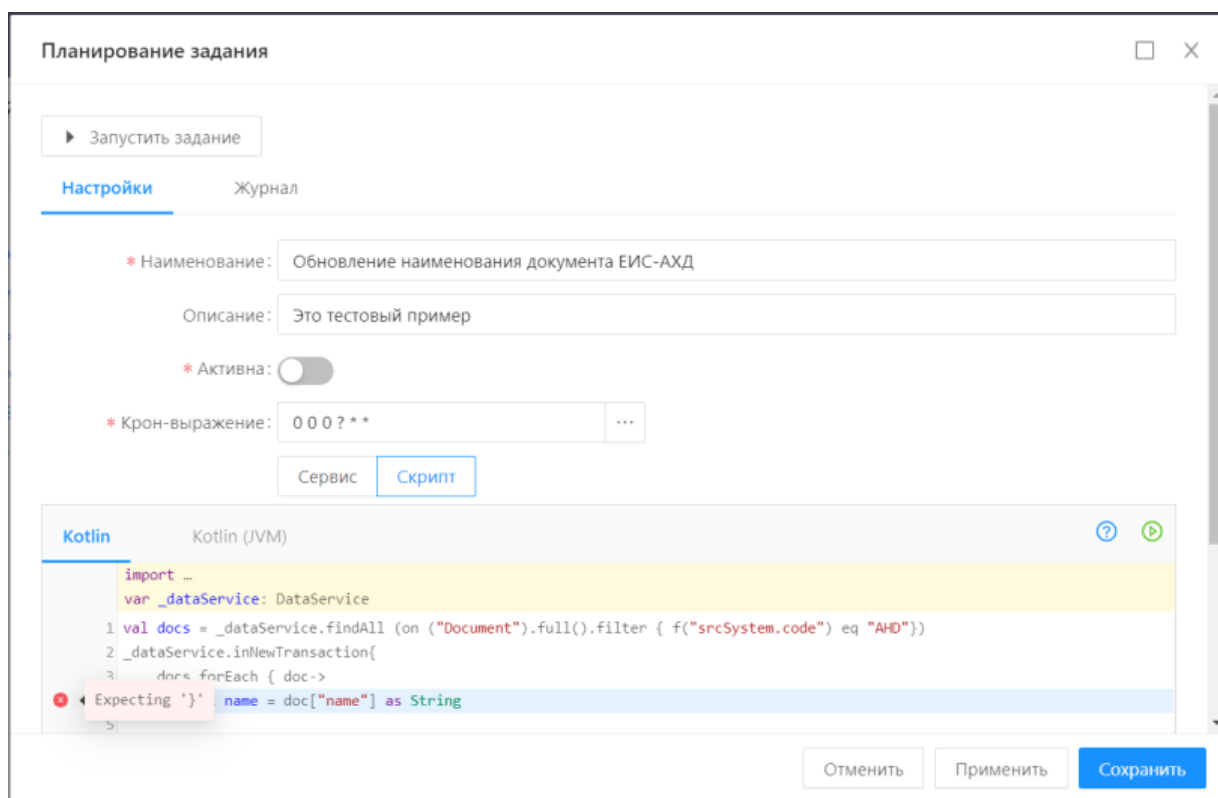 Планирование задания
Запустить задание
Настройки Журнал
* Наименование: Обновление наименования документа ЕИС-АХД
Описание: Это тестовый пример
* Активна:
* Крон-выражение: 0 0 0 ? * * ...
Сервис Скрипт
Kotlin Kotlin (JVM)
import …
var _dataService: DataService
1 val docs = _dataService.findAll (on ("Document").full().filter { f("srcSystem.code") eq "AHD"})
2 _dataService.inNewTransaction{
3 docs.forEach { doc->
Expecting '}' name = doc["name"] as String
5
Отменить Применить Сохранить